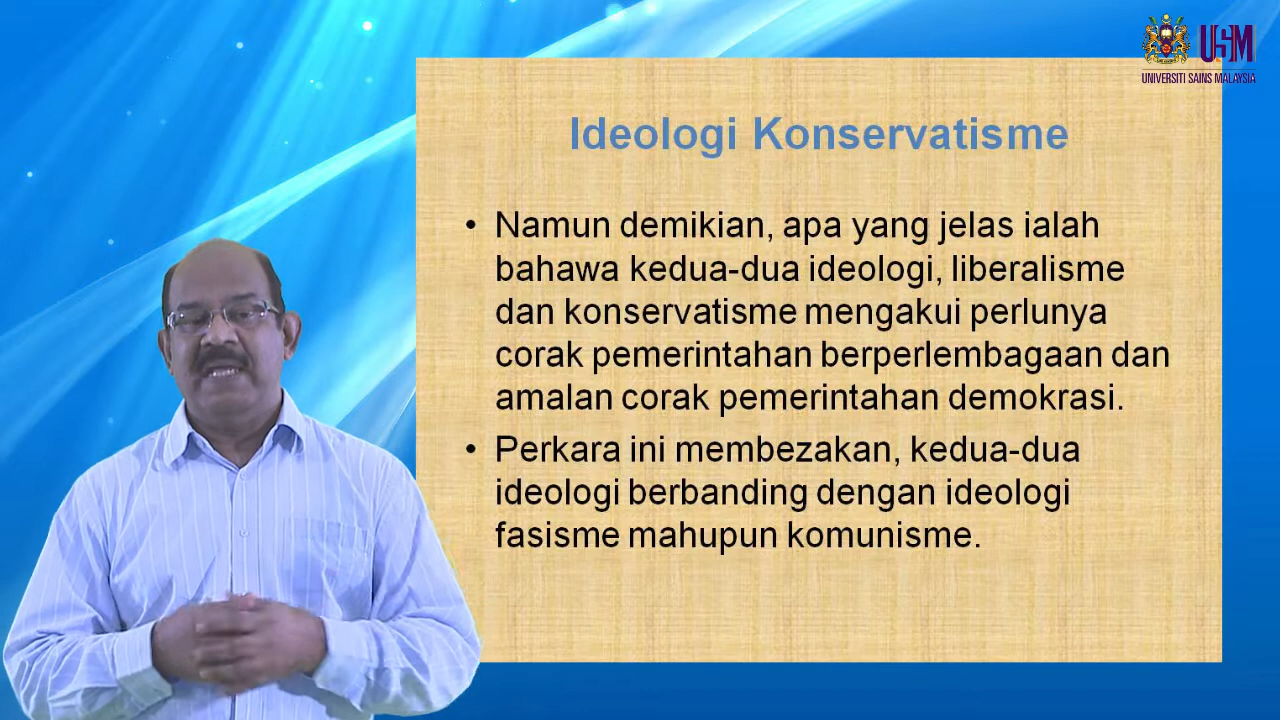 USM
UNIVERSITI SAINS MALAYSIA
Ideologi Konservatisme
• Namun demikian, apa yang jelas ialah
bahawa kedua-dua ideologi, liberalisme
dan konservatisme mengakui perlunya
corak pemerintahan berperlembagaan dan
amalan corak pemerintahan demokrasi.
• Perkara ini membezakan, kedua-dua
ideologi berbanding dengan ideologi
fasisme mahupun komunisme.